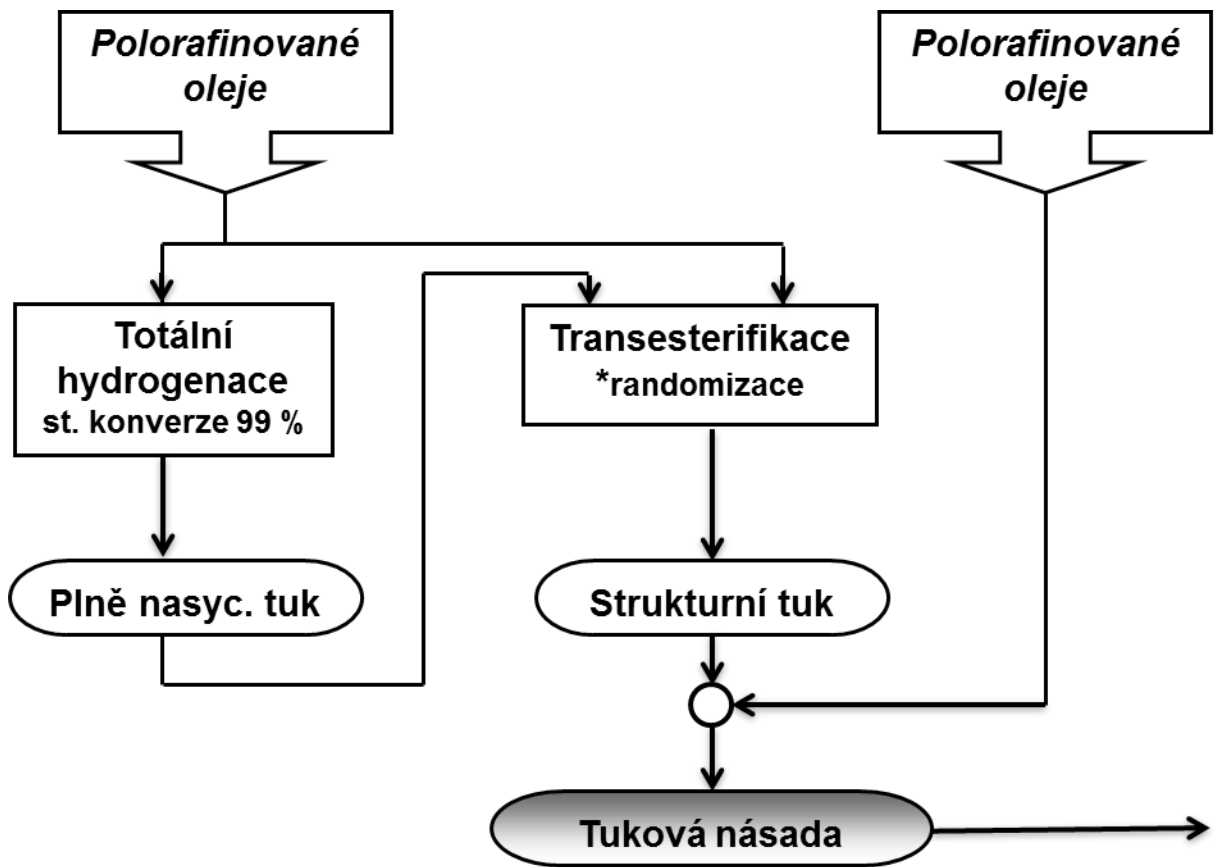 Polorafinované
oleje
Polorafinované
oleje
Totální
hydrogenace
st. konverze 99 %
Transesterifikace
*randomizace
Plně nasyc. tuk
Strukturní tuk
Tuková násada